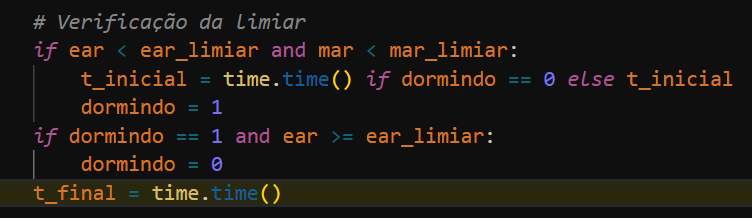 # Verificação da limiar
if ear < ear_limiar and mar < mar_limiar:
    t_inicial = time.time() if dormindo == 0 else t_inicial
    dormindo = 1
if dormindo == 1 and ear >= ear_limiar:
    dormindo = 0
t_final = time.time()